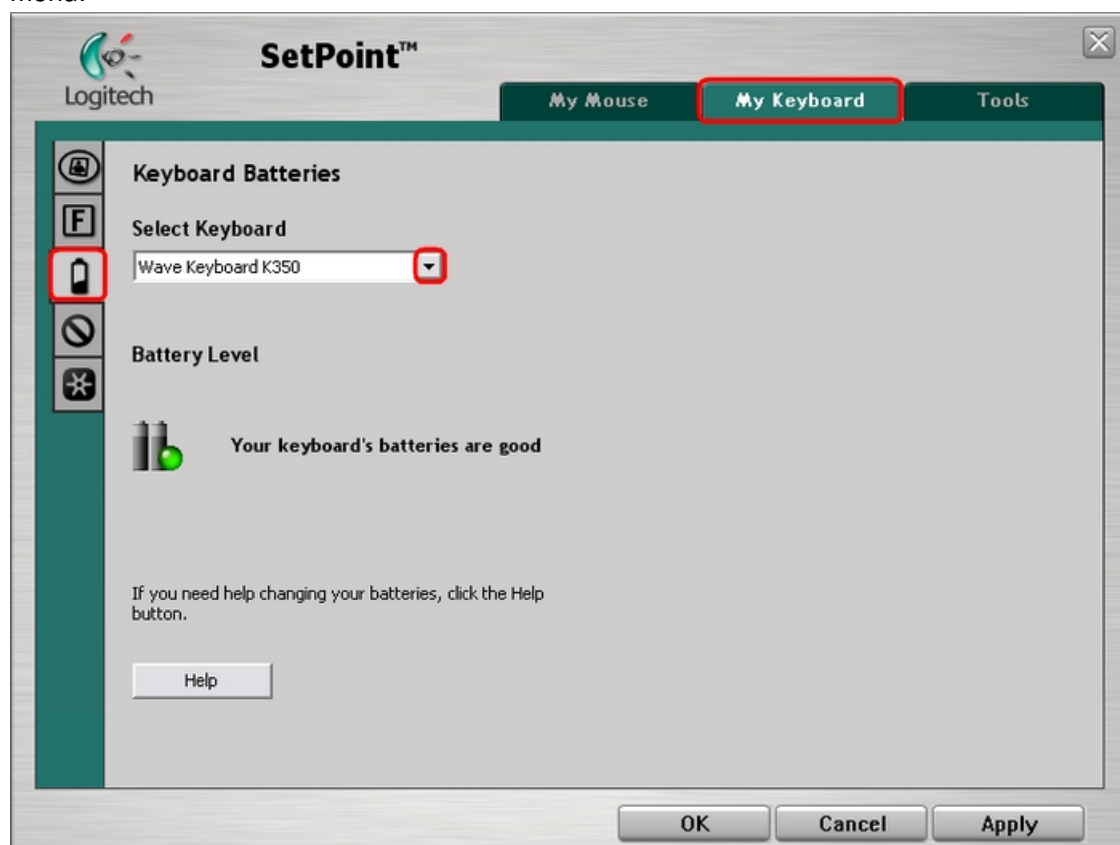 menu.
SetPoint™
Logitech
My Mouse
My Keyboard
Tools
Keyboard Batteries
F
Select Keyboard
Wave Keyboard K350
Battery Level
Your keyboard's batteries are good
If you need help changing your batteries, click the Help
button.
Help
OK
Cancel
Apply